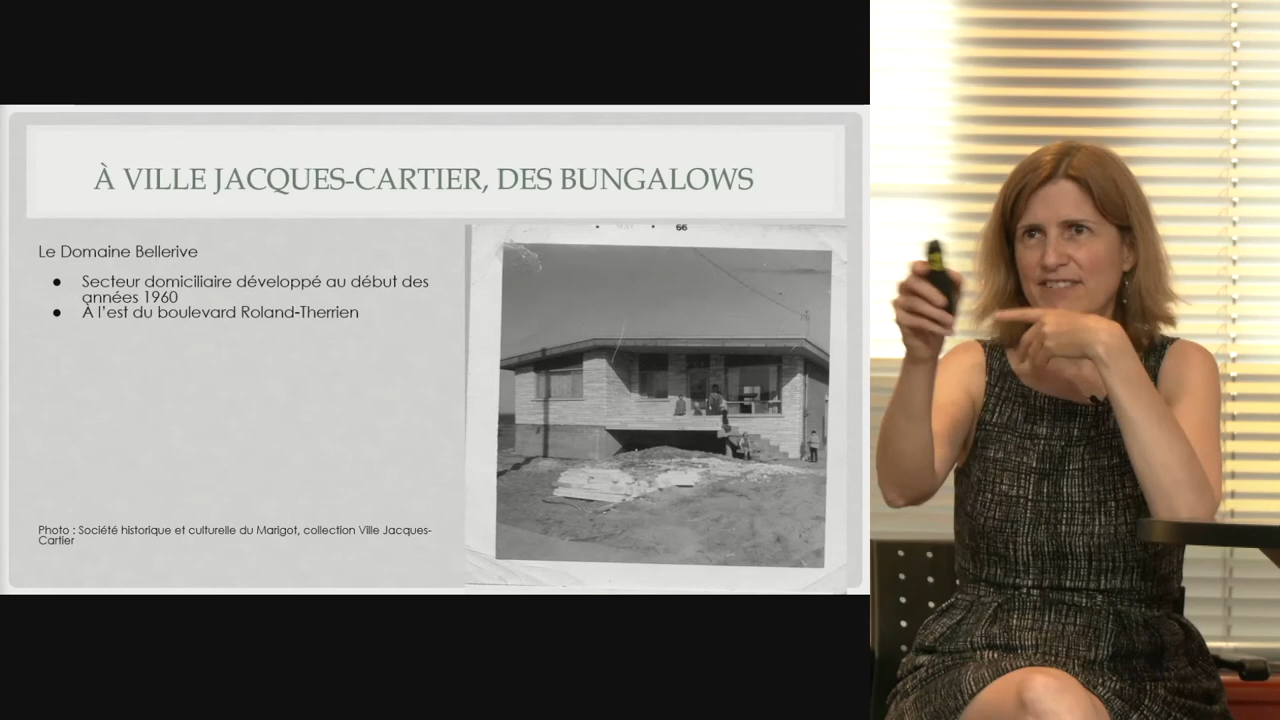 À VILLE JACQUES-CARTIER, DES BUNGALOWS
Le Domaine Bellerive
● Secteur domiciliaire développé au début des
années 1960
● À l'est du boulevard Roland-Therrien
Photo : Société historique et culturelle du Marigot, collection Ville Jacques-
Cartier
• • 66